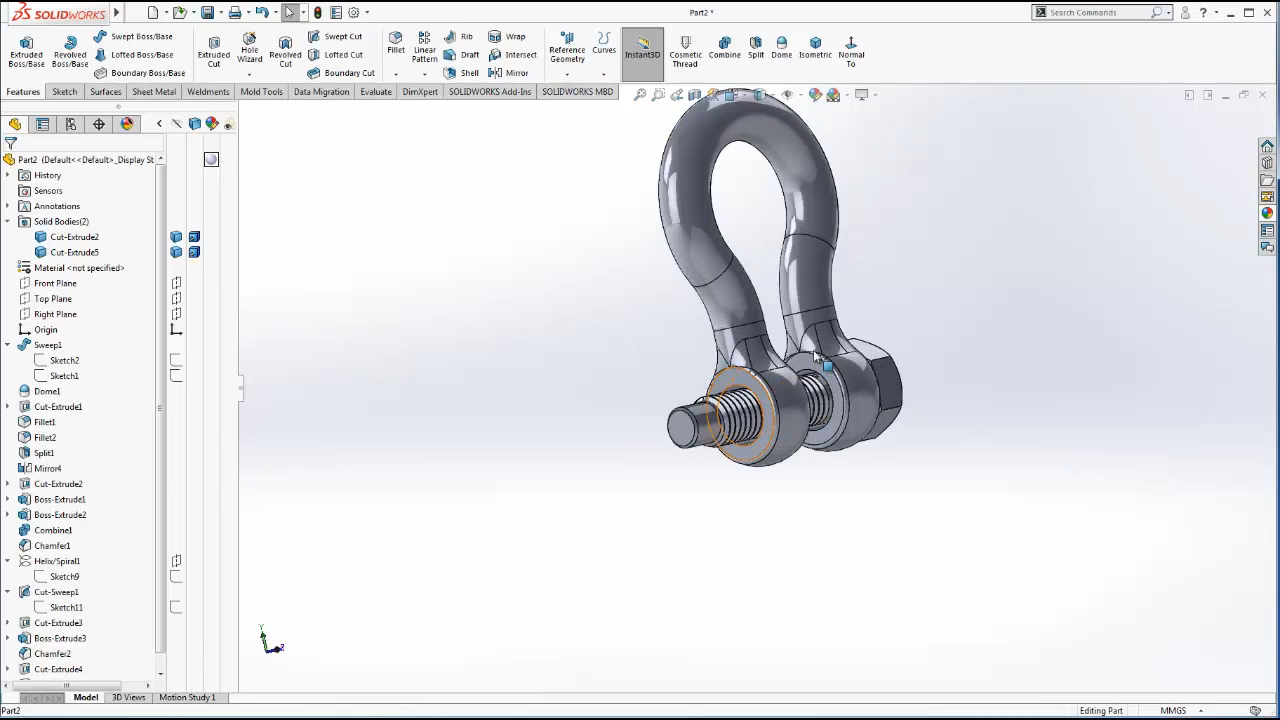 SOLIDWORKS
Part2 *
Search Commands
?
Extruded Boss/Base
Revolved Boss/Base
Swept Boss/Base
Lofted Boss/Base
Boundary Boss/Base
Extruded Cut
Hole Wizard
Revolved Cut
Swept Cut
Lofted Cut
Boundary Cut
Fillet
Linear Pattern
Rib
Draft
Shell
Wrap
Intersect
Mirror
Reference Geometry
Curves
Instant3D
Cosmetic Thread
Combine
Split
Dome
Isometric
Normal To
Features
Sketch
Surfaces
Sheet Metal
Weldments
Mold Tools
Data Migration
Evaluate
DimXpert
SOLIDWORKS Add-Ins
SOLIDWORKS MBD
Part2 (Default<<Default>_Display St
History
Sensors
Annotations
Solid Bodies(2)
Cut-Extrude2
Cut-Extrude5
Material <not specified>
Front Plane
Top Plane
Right Plane
Origin
Sweep1
Sketch2
Sketch1
Dome1
Cut-Extrude1
Fillet1
Fillet2
Split1
Mirror4
Cut-Extrude2
Boss-Extrude1
Boss-Extrude2
Combine1
Chamfer1
Helix/Spiral1
Sketch9
Cut-Sweep1
Sketch11
Cut-Extrude3
Boss-Extrude3
Chamfer2
Cut-Extrude4
Y
Z
Model
3D Views
Motion Study 1
Part2
Editing Part
MMGS